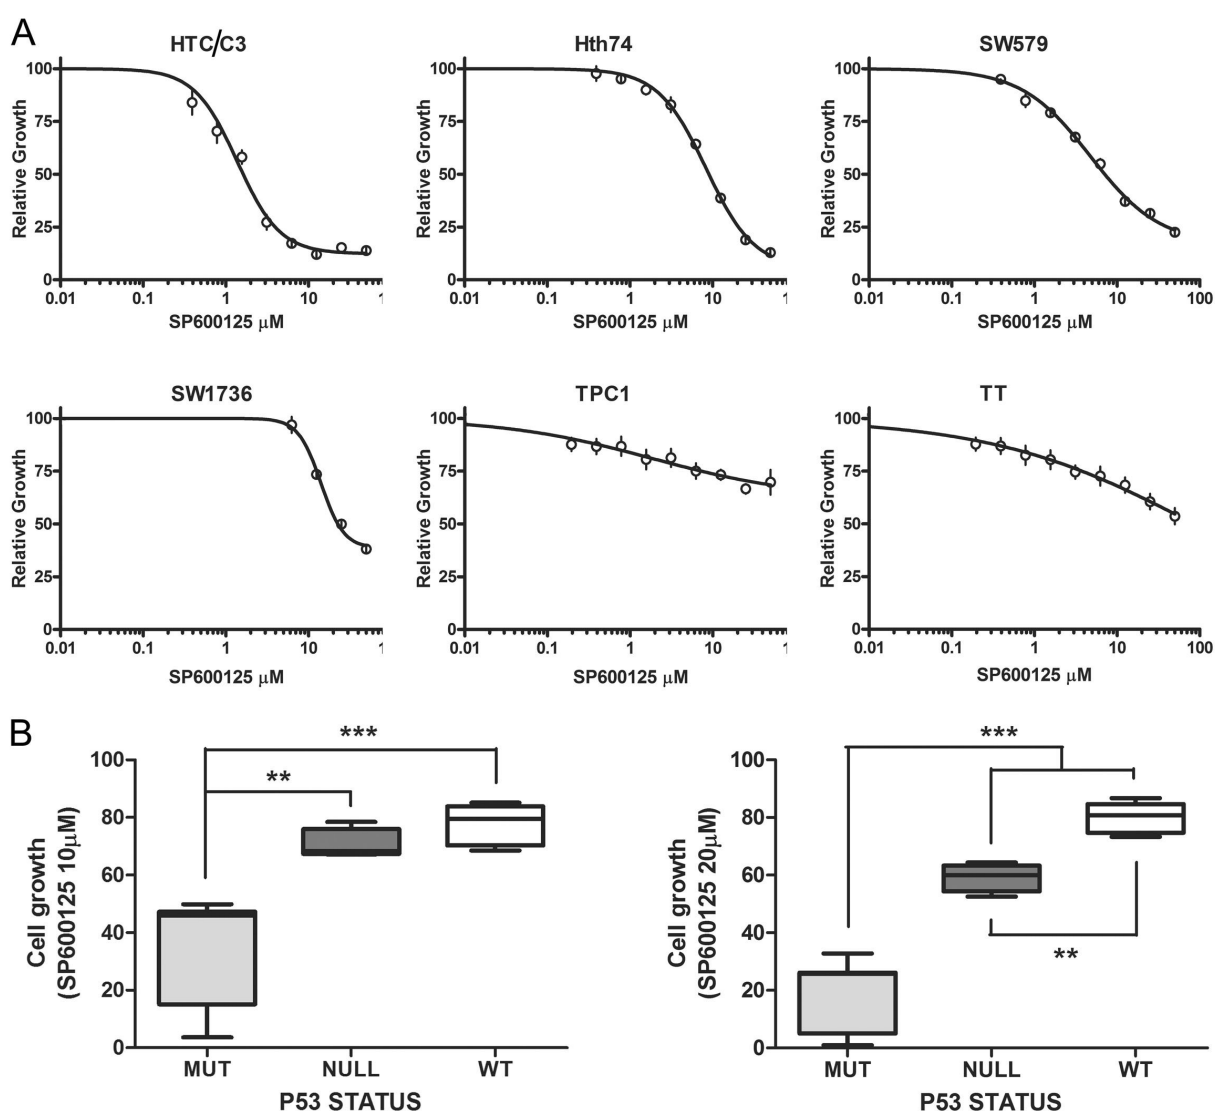 A
HTC/C3
Hth74
SW579
Relative Growth
100
75
50
25
0
0.01 0.1 1 10 1
SP600125 μM
Relative Growth
100
75
50
25
0
0.01 0.1 1 10 1
SP600125 μM
Relative Growth
100
75
50
25
0
0.01 0.1 1 10 100
SP600125 μM
SW1736
TPC1
TT
Relative Growth
100
75
50
25
0
0.01 0.1 1 10 1
SP600125 μM
Relative Growth
100
75
50
25
0
0.01 0.1 1 10 1
SP600125 μM
Relative Growth
100
75
50
25
0
0.01 0.1 1 10 100
SP600125 μM
B
Cell growth
(SP600125 10μM)
100
80
60
40
20
0
***
**
MUT NULL WT
P53 STATUS
Cell growth
(SP600125 20μM)
100
80
60
40
20
0
***
**
MUT NULL WT
P53 STATUS